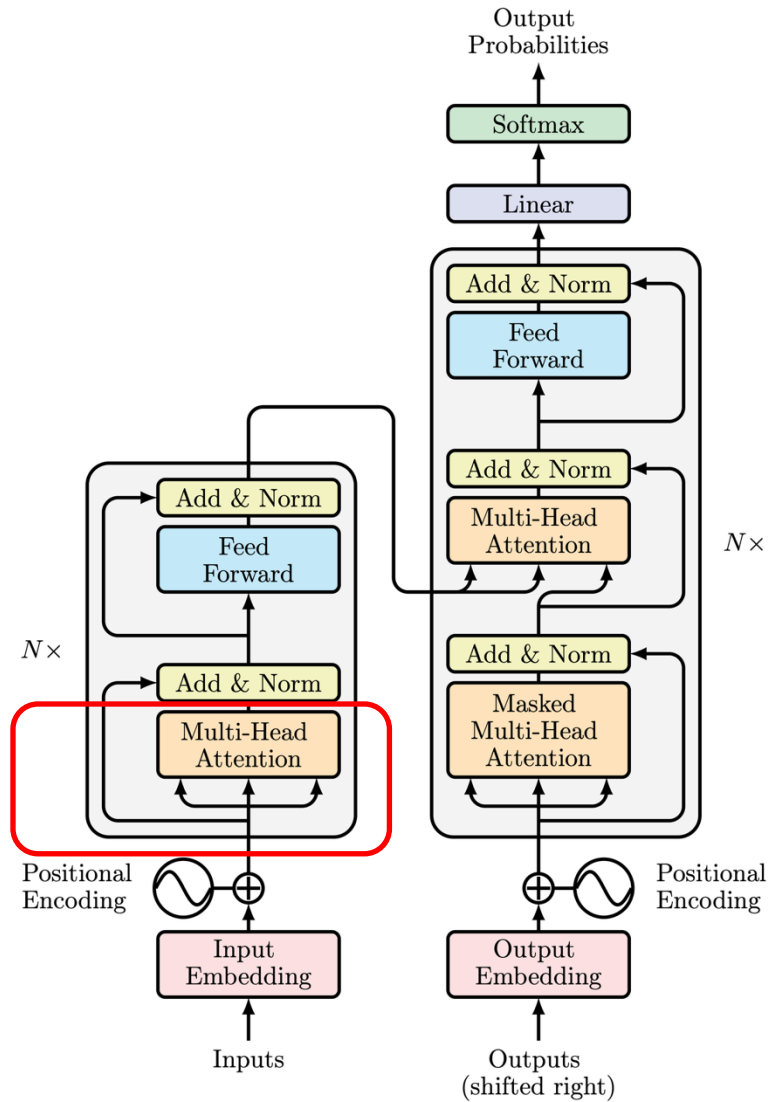 Output
Probabilities
Softmax
Linear
Add & Norm
Feed
Forward
Add & Norm
Multi-Head
Attention
N×
Add & Norm
Masked
Multi-Head
Attention
Add & Norm
Feed
Forward
N×
Add & Norm
Multi-Head
Attention
Positional
Encoding
Positional
Encoding
Input
Embedding
Output
Embedding
Inputs
Outputs
(shifted right)